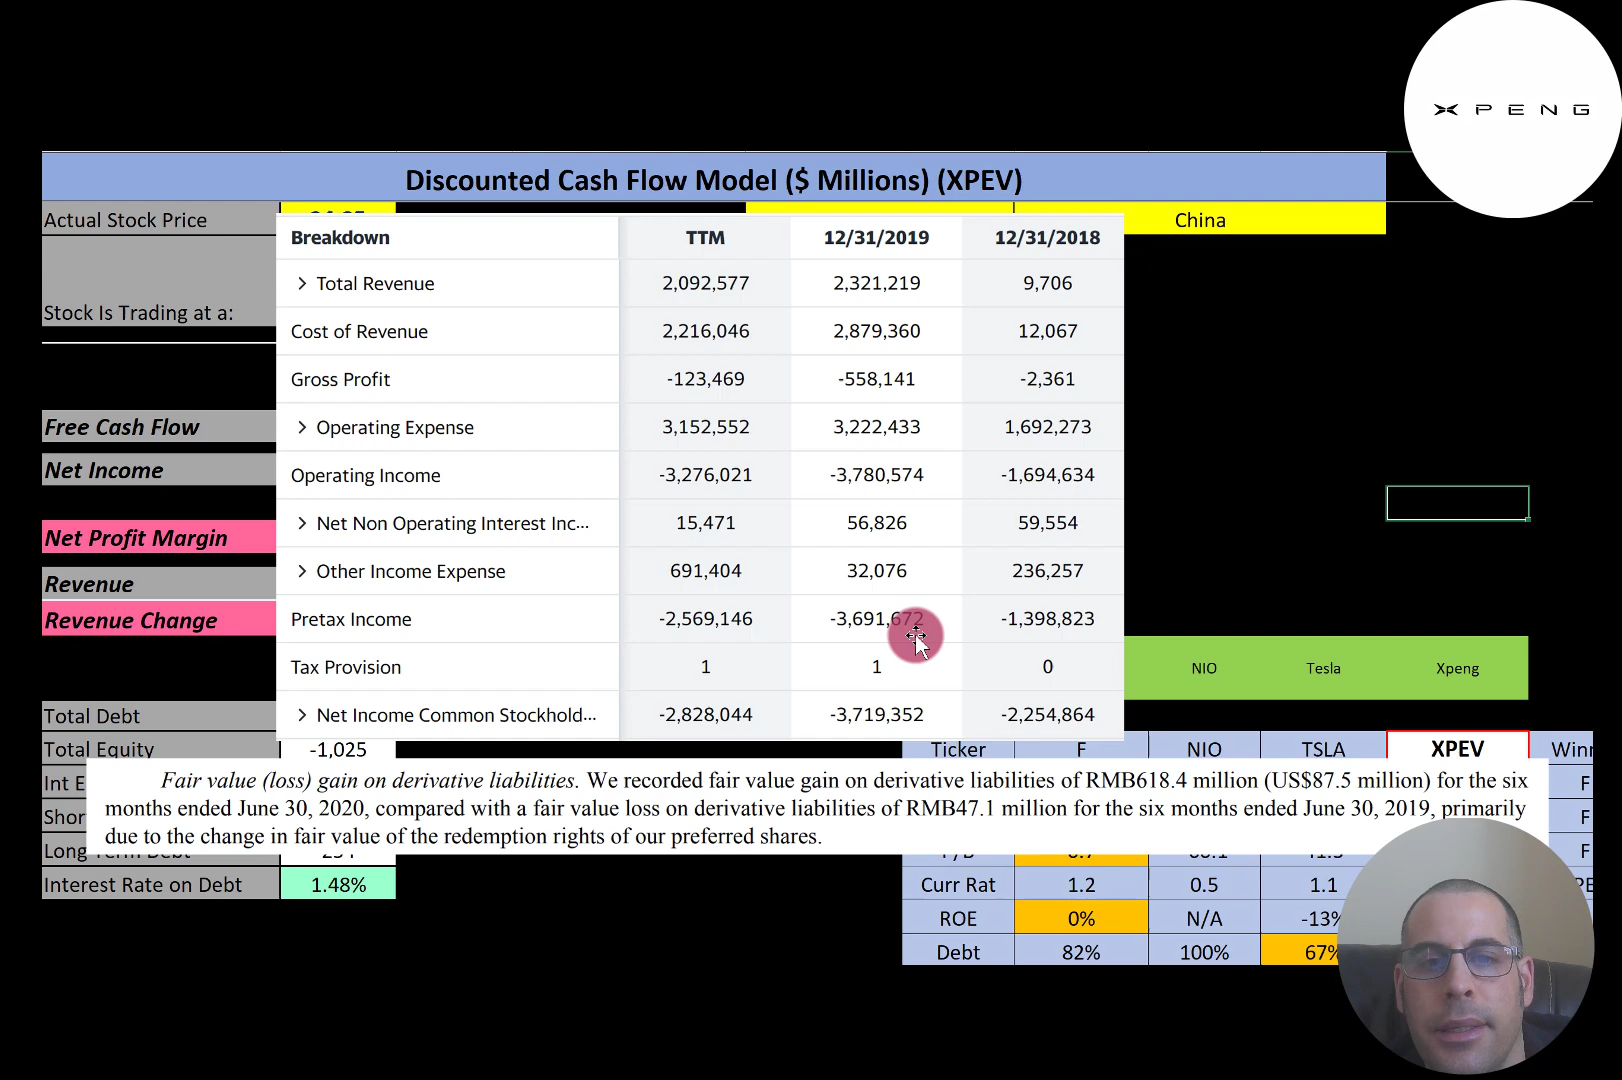 XPENG
Discounted Cash Flow Model ($ Millions) (XPEV)
Actual Stock Price
China
Stock Is Trading at a:
Free Cash Flow
Net Income
Net Profit Margin
Revenue
Revenue Change
Breakdown TTM 12/31/2019 12/31/2018
Total Revenue 2,092,577 2,321,219 9,706
Cost of Revenue 2,216,046 2,879,360 12,067
Gross Profit -123,469 -558,141 -2,361
Operating Expense 3,152,552 3,222,433 1,692,273
Operating Income -3,276,021 -3,780,574 -1,694,634
Net Non Operating Interest Inc... 15,471 56,826 59,554
Other Income Expense 691,404 32,076 236,257
Pretax Income -2,569,146 -3,691,672 -1,398,823
Tax Provision 1 1 0
Net Income Common Stockhold... -2,828,044 -3,719,352 -2,254,864
NIO Tesla Xpeng
Total Debt
Total Equity -1,025
Ticker F NIO TSLA XPEV
Int E
F
Fair value (loss) gain on derivative liabilities. We recorded fair value gain on derivative liabilities of RMB618.4 million (US$87.5 million) for the six
months ended June 30, 2020, compared with a fair value loss on derivative liabilities of RMB47.1 million for the six months ended June 30, 2019, primarily
due to the change in fair value of the redemption rights of our preferred shares.
F
F
Interest Rate on Debt 1.48%
Curr Rat 1.2 0.5 1.1
ROE 0% N/A -13%
Debt 82% 100% 67%